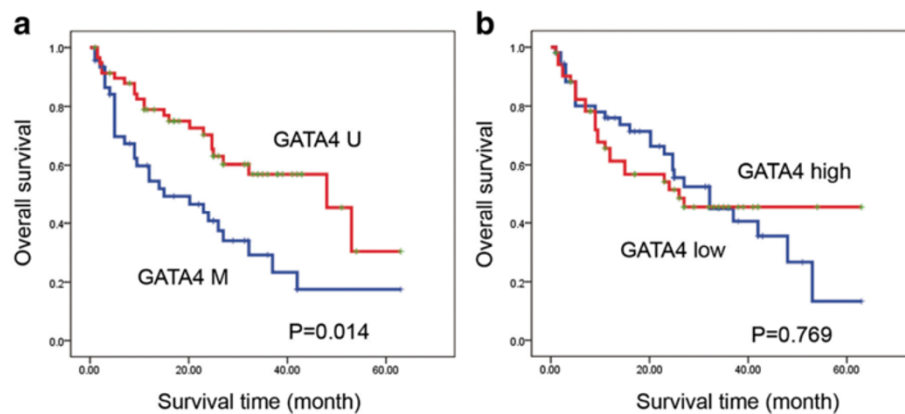 a
Overall survival
1.0
0.8
0.6
0.4
0.2
0.0
GATA4 U
GATA4 M
P=0.014
0.00 20.00 40.00 60.00
Survival time (month)
b
Overall survival
1.0
0.8
0.6
0.4
0.2
0.0
GATA4 high
GATA4 low
P=0.769
0.00 20.00 40.00 60.00
Survival time (month)